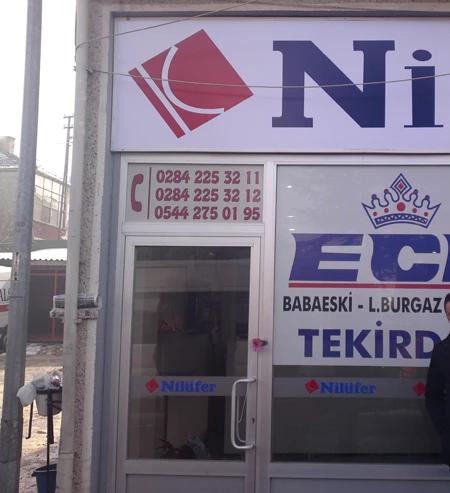 Ni
0284 225 32 11
0284 225 32 12
0544 275 01 95
EC
BABAESKİ - L.BURGAZ
TEKİRD
Nilüfer
Nilüfer